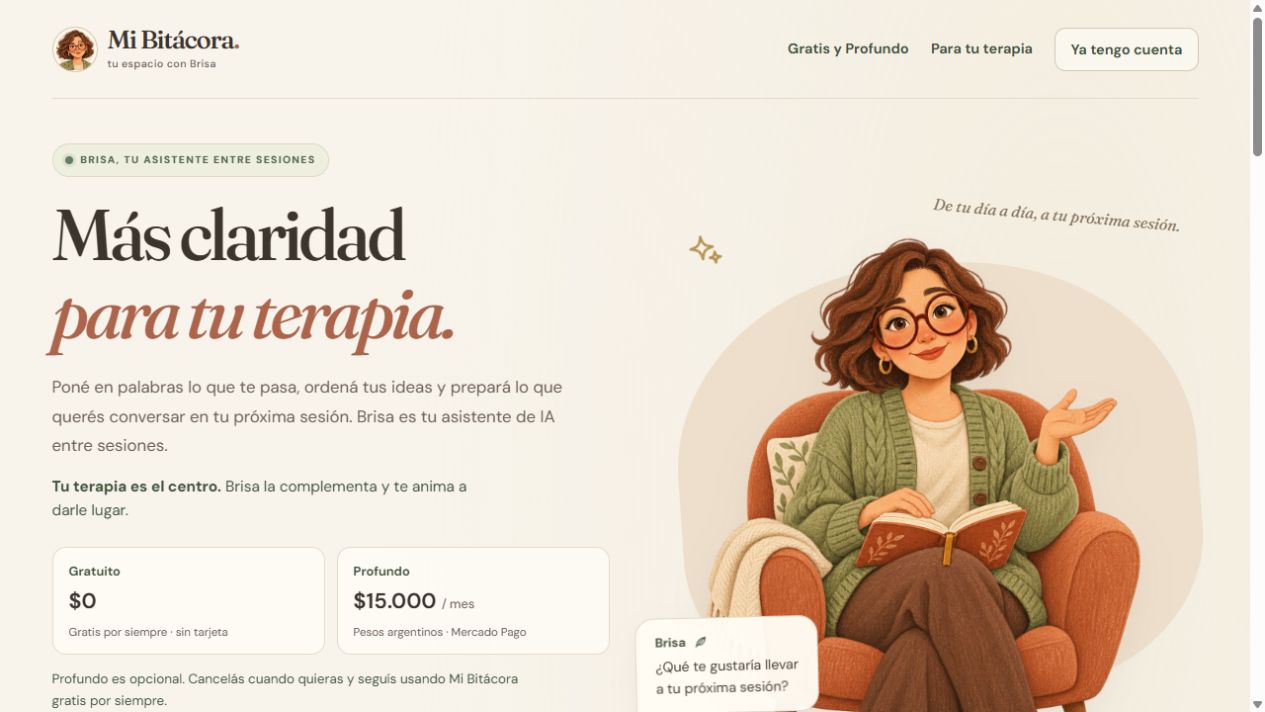 Mi Bitácora.
tu espacio con Brisa
Gratis y Profundo
Para tu terapia
Ya tengo cuenta
BRISA, TU ASISTENTE ENTRE SESIONES
Más claridad
para tu terapia.
Poné en palabras lo que te pasa, ordená tus ideas y prepará lo que
querés conversar en tu próxima sesión. Brisa es tu asistente de IA
entre sesiones.
Tu terapia es el centro. Brisa la complementa y te anima a
darle lugar.
Gratuito
$0
Gratis por siempre · sin tarjeta
Profundo
$15.000 / mes
Pesos argentinos · Mercado Pago
Profundo es opcional. Cancelás cuando quieras y seguís usando Mi Bitácora
gratis por siempre.
De tu día a día, a tu próxima sesión.
Brisa
¿Qué te gustaría llevar
a tu próxima sesión?